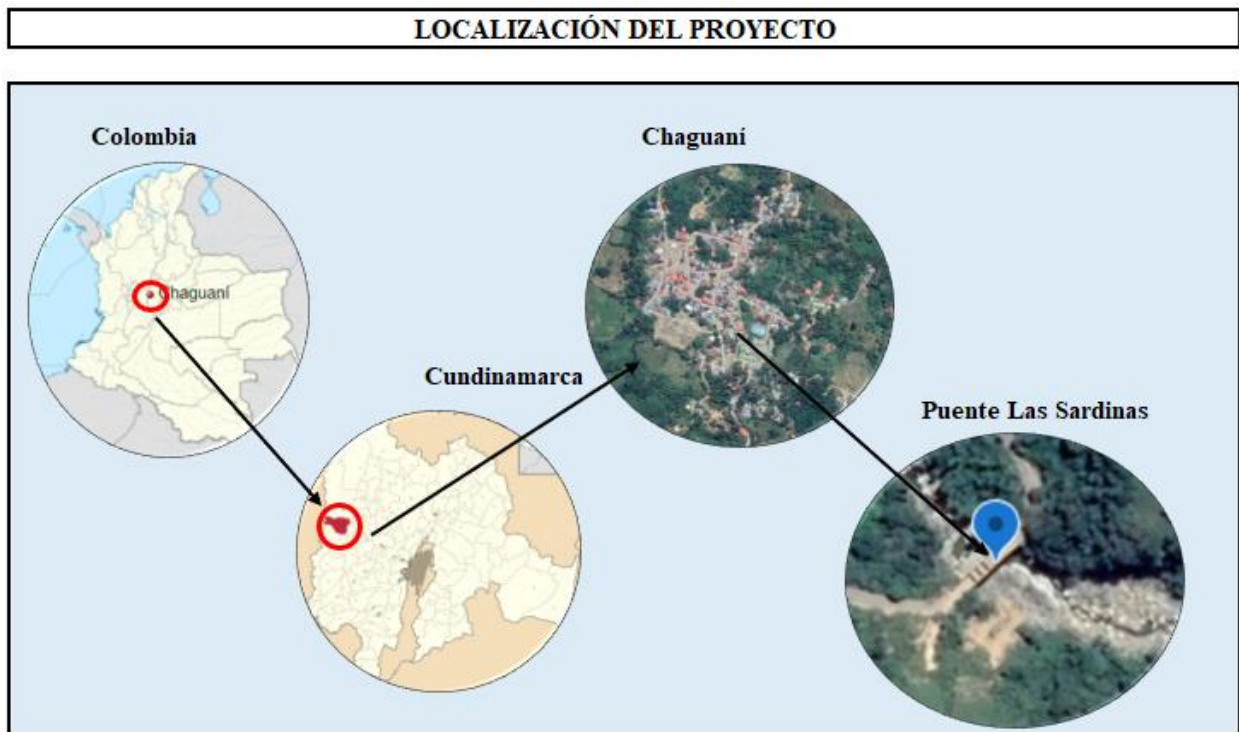 LOCALIZACIÓN DEL PROYECTO
Colombia
Chaguaní
Chaguaní
Cundinamarca
Puente Las Sardinas